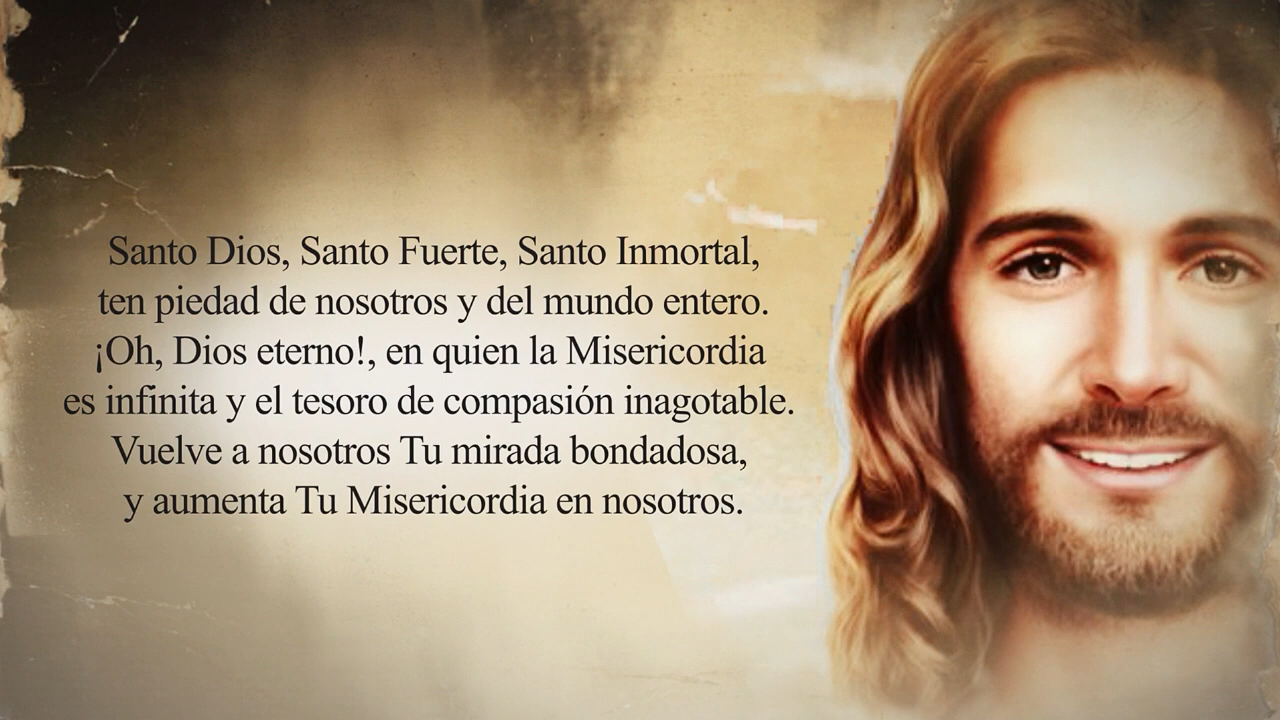 Santo Dios, Santo Fuerte, Santo Inmortal,
ten piedad de nosotros y del mundo entero.
¡Oh, Dios eterno!, en quien la Misericordia
es infinita y el tesoro de compasión inagotable.
Vuelve a nosotros Tu mirada bondadosa,
y aumenta Tu Misericordia en nosotros.